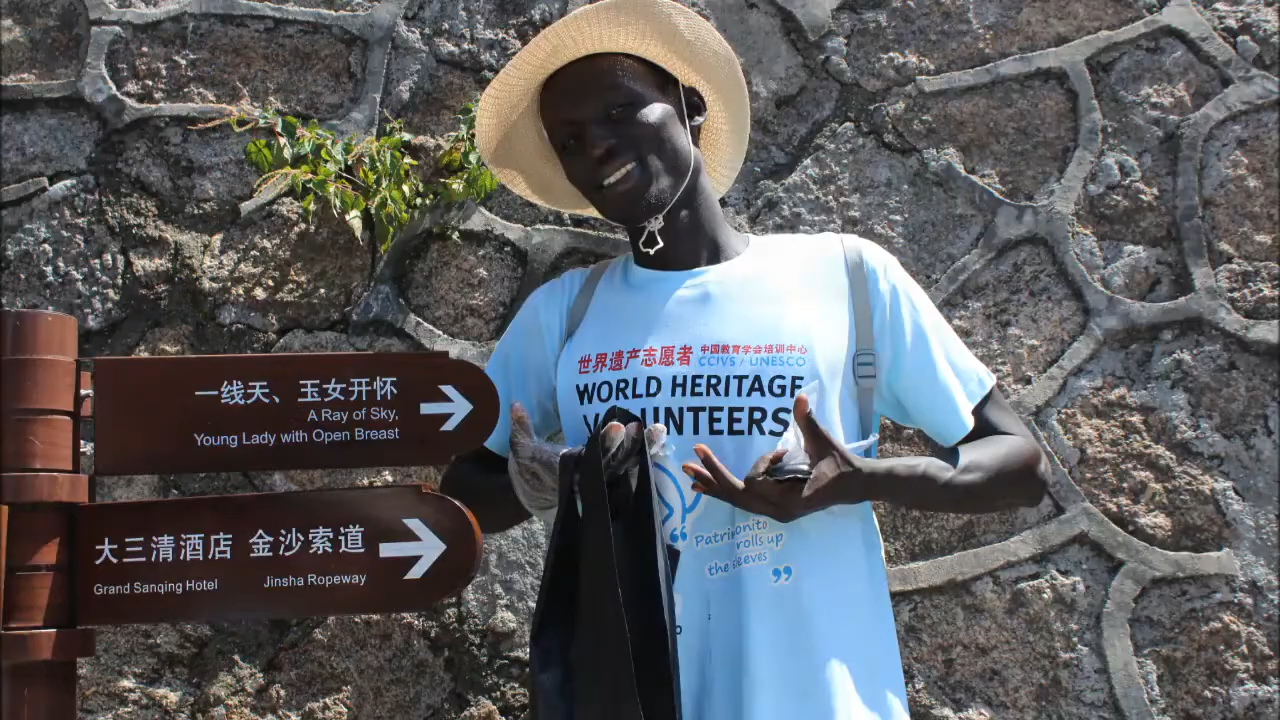 一线天、玉女开怀
A Ray of Sky,
Young Lady with Open Breast
大三清酒店 金沙索道
Grand Sanqing Hotel Jinsha Ropeway
世界遗产志愿者 中国教育学会培训中心
CCIVS / UNESCO
WORLD HERITAGE
VOLUNTEERS
“Patrimonito
rolls up
the sleeves
”